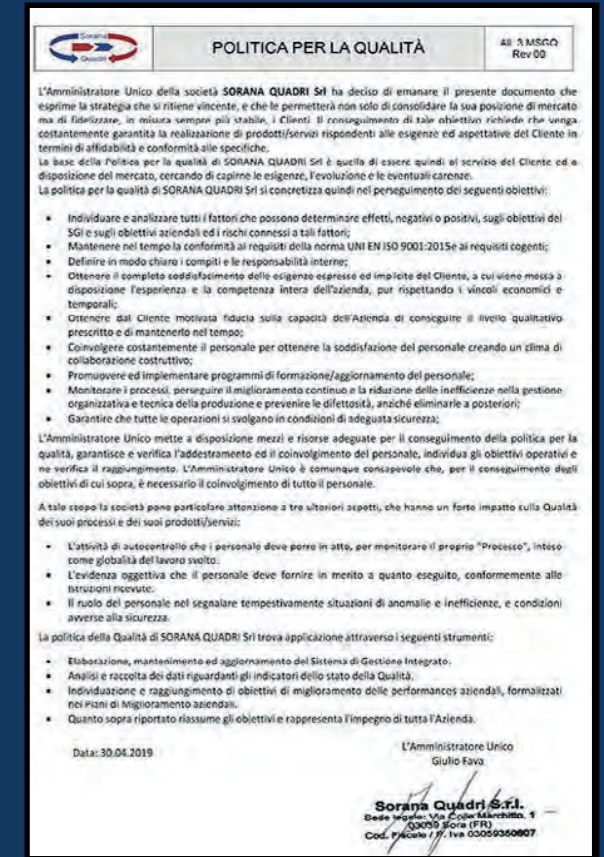 Sorana
Quadri
POLITICA PER LA QUALITÀ
All. 3 MSGQ
Rev 00
L'Amministratore Unico della società SORANA QUADRI Srl ha deciso di emanare il presente documento che
esprime la strategia che si ritiene vincente, e che le permetterà non solo di consolidare la sua posizione di mercato
ma di fidelizzare, in misura sempre più stabile, i Clienti. Il conseguimento di tale obiettivo richiede che venga
costantemente garantita la realizzazione di prodotti/servizi rispondenti alle esigenze ed aspettative del Cliente in
termini di affidabilità e conformità alle specifiche.
La base della Politica per la qualità di SORANA QUADRI Srl è quella di essere quindi al servizio del Cliente ed a
disposizione del mercato, cercando di capirne le esigenze, l'evoluzione e le eventuali carenze.
La politica per la qualità di SORANA QUADRI Srl si concretizza quindi nel perseguimento dei seguenti obiettivi:
• Individuare e analizzare tutti i fattori che possono determinare effetti, negativi o positivi, sugli obiettivi del
SGI e sugli obiettivi aziendali ed i rischi connessi a tali fattori;
• Mantenere nel tempo la conformità ai requisiti della norma UNI EN ISO 9001:2015e ai requisiti cogenti;
• Definire in modo chiaro i compiti e le responsabilità interne;
• Ottenere il completo soddisfacimento delle esigenze espresse ed implicite del Cliente, a cui viene messa a
disposizione l'esperienza e la competenza intera dell'azienda, pur rispettando i vincoli economici e
temporali;
• Ottenere dal Cliente motivata fiducia sulla capacità dell'Azienda di conseguire il livello qualitativo
prescritto e di mantenerlo nel tempo;
• Coinvolgere costantemente il personale per ottenere la soddisfazione del personale creando un clima di
collaborazione costruttivo;
• Promuovere ed implementare programmi di formazione/aggiornamento del personale;
• Monitorare i processi, perseguire il miglioramento continuo e la riduzione delle inefficienze nella gestione
organizzativa e tecnica della produzione e prevenire le difettosità, anziché eliminarle a posteriori;
• Garantire che tutte le operazioni si svolgano in condizioni di adeguata sicurezza;
L'Amministratore Unico mette a disposizione mezzi e risorse adeguate per il conseguimento della politica per la
qualità, garantisce e verifica l'addestramento ed il coinvolgimento del personale, individua gli obiettivi operativi e
ne verifica il raggiungimento. L'Amministratore Unico è comunque consapevole che, per il conseguimento degli
obiettivi di cui sopra, è necessario il coinvolgimento di tutto il personale.
A tale scopo la società pone particolare attenzione a tre ulteriori aspetti, che hanno un forte impatto sulla Qualità
dei suoi processi e dei suoi prodotti/servizi:
• L'attività di autocontrollo che i personale deve porre in atto, per monitorare il proprio "Processo", inteso
come globalità del lavoro svolto.
• L'evidenza oggettiva che il personale deve fornire in merito a quanto eseguito, conformemente alle
istruzioni ricevute.
• Il ruolo del personale nel segnalare tempestivamente situazioni di anomalie e inefficienze, e condizioni
avverse alla sicurezza.
La politica della Qualità di SORANA QUADRI Srl trova applicazione attraverso i seguenti strumenti:
• Elaborazione, mantenimento ed aggiornamento del Sistema di Gestione Integrato.
• Analisi e raccolta dei dati riguardanti gli indicatori dello stato della Qualità.
• Individuazione e raggiungimento di obiettivi di miglioramento delle performances aziendali, formalizzati
nei Piani di Miglioramento aziendali.
• Quanto sopra riportato riassume gli obiettivi e rappresenta l'impegno di tutta l'Azienda.
Data: 30.04.2019
L'Amministratore Unico
Giulio Fava
Sorana Quadri S.r.l.
Sede legale: Via Colle Marchitto, 1
03039 Sora (FR)
Cod. Fiscale / P. Iva 03059350607